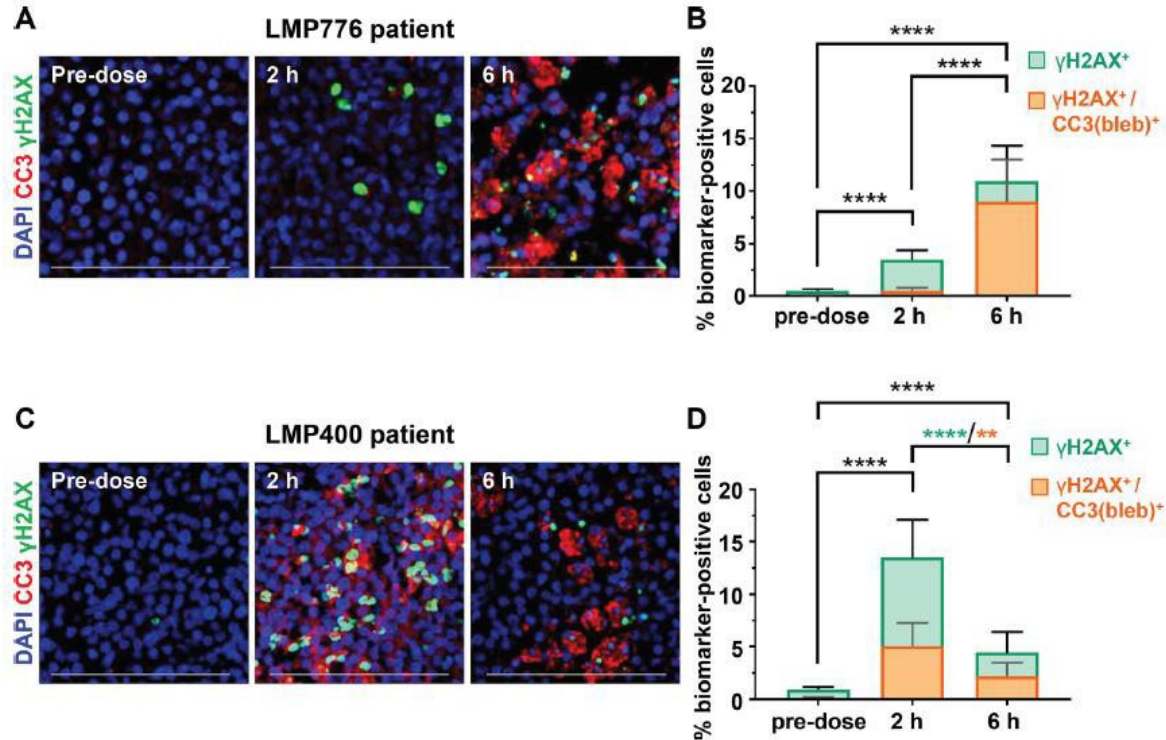 A
LMP776 patient
DAPI CC3 γH2AX
Pre-dose
2 h
6 h
B
% biomarker-positive cells
20
15
10
5
0
pre-dose
2 h
6 h
****
****
****
γH2AX⁺
γH2AX⁺ /
CC3(bleb)⁺
C
LMP400 patient
DAPI CC3 γH2AX
Pre-dose
2 h
6 h
D
% biomarker-positive cells
20
15
10
5
0
pre-dose
2 h
6 h
****
****/**
****
γH2AX⁺
γH2AX⁺ /
CC3(bleb)⁺